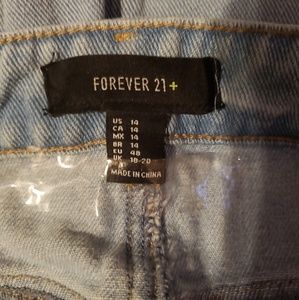 FOREVER 21+
US 14
CA 14
MX 14
BR 14
EU 48
UK 18-20
MADE IN CHINA